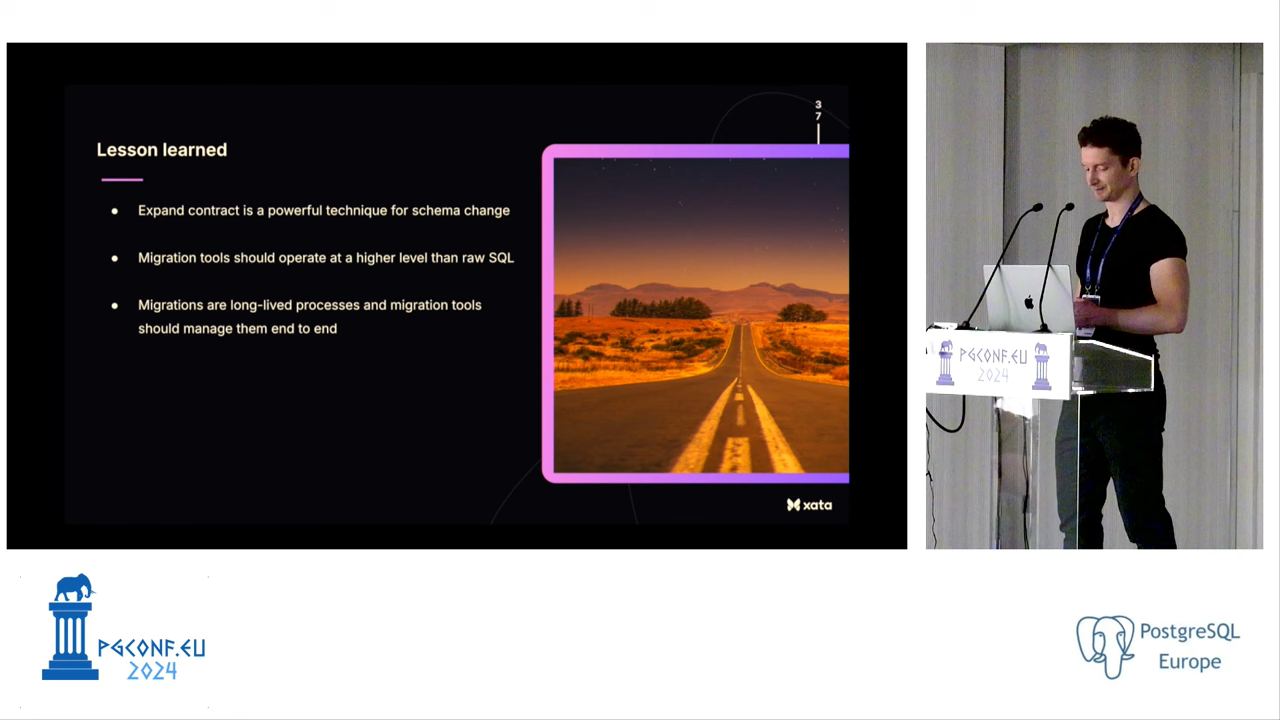 3
7
Lesson learned
● Expand contract is a powerful technique for schema change
● Migration tools should operate at a higher level than raw SQL
● Migrations are long-lived processes and migration tools
should manage them end to end
xata
PGCONF.EU
2024
PGCONF.EU
2024
PostgreSQL
Europe